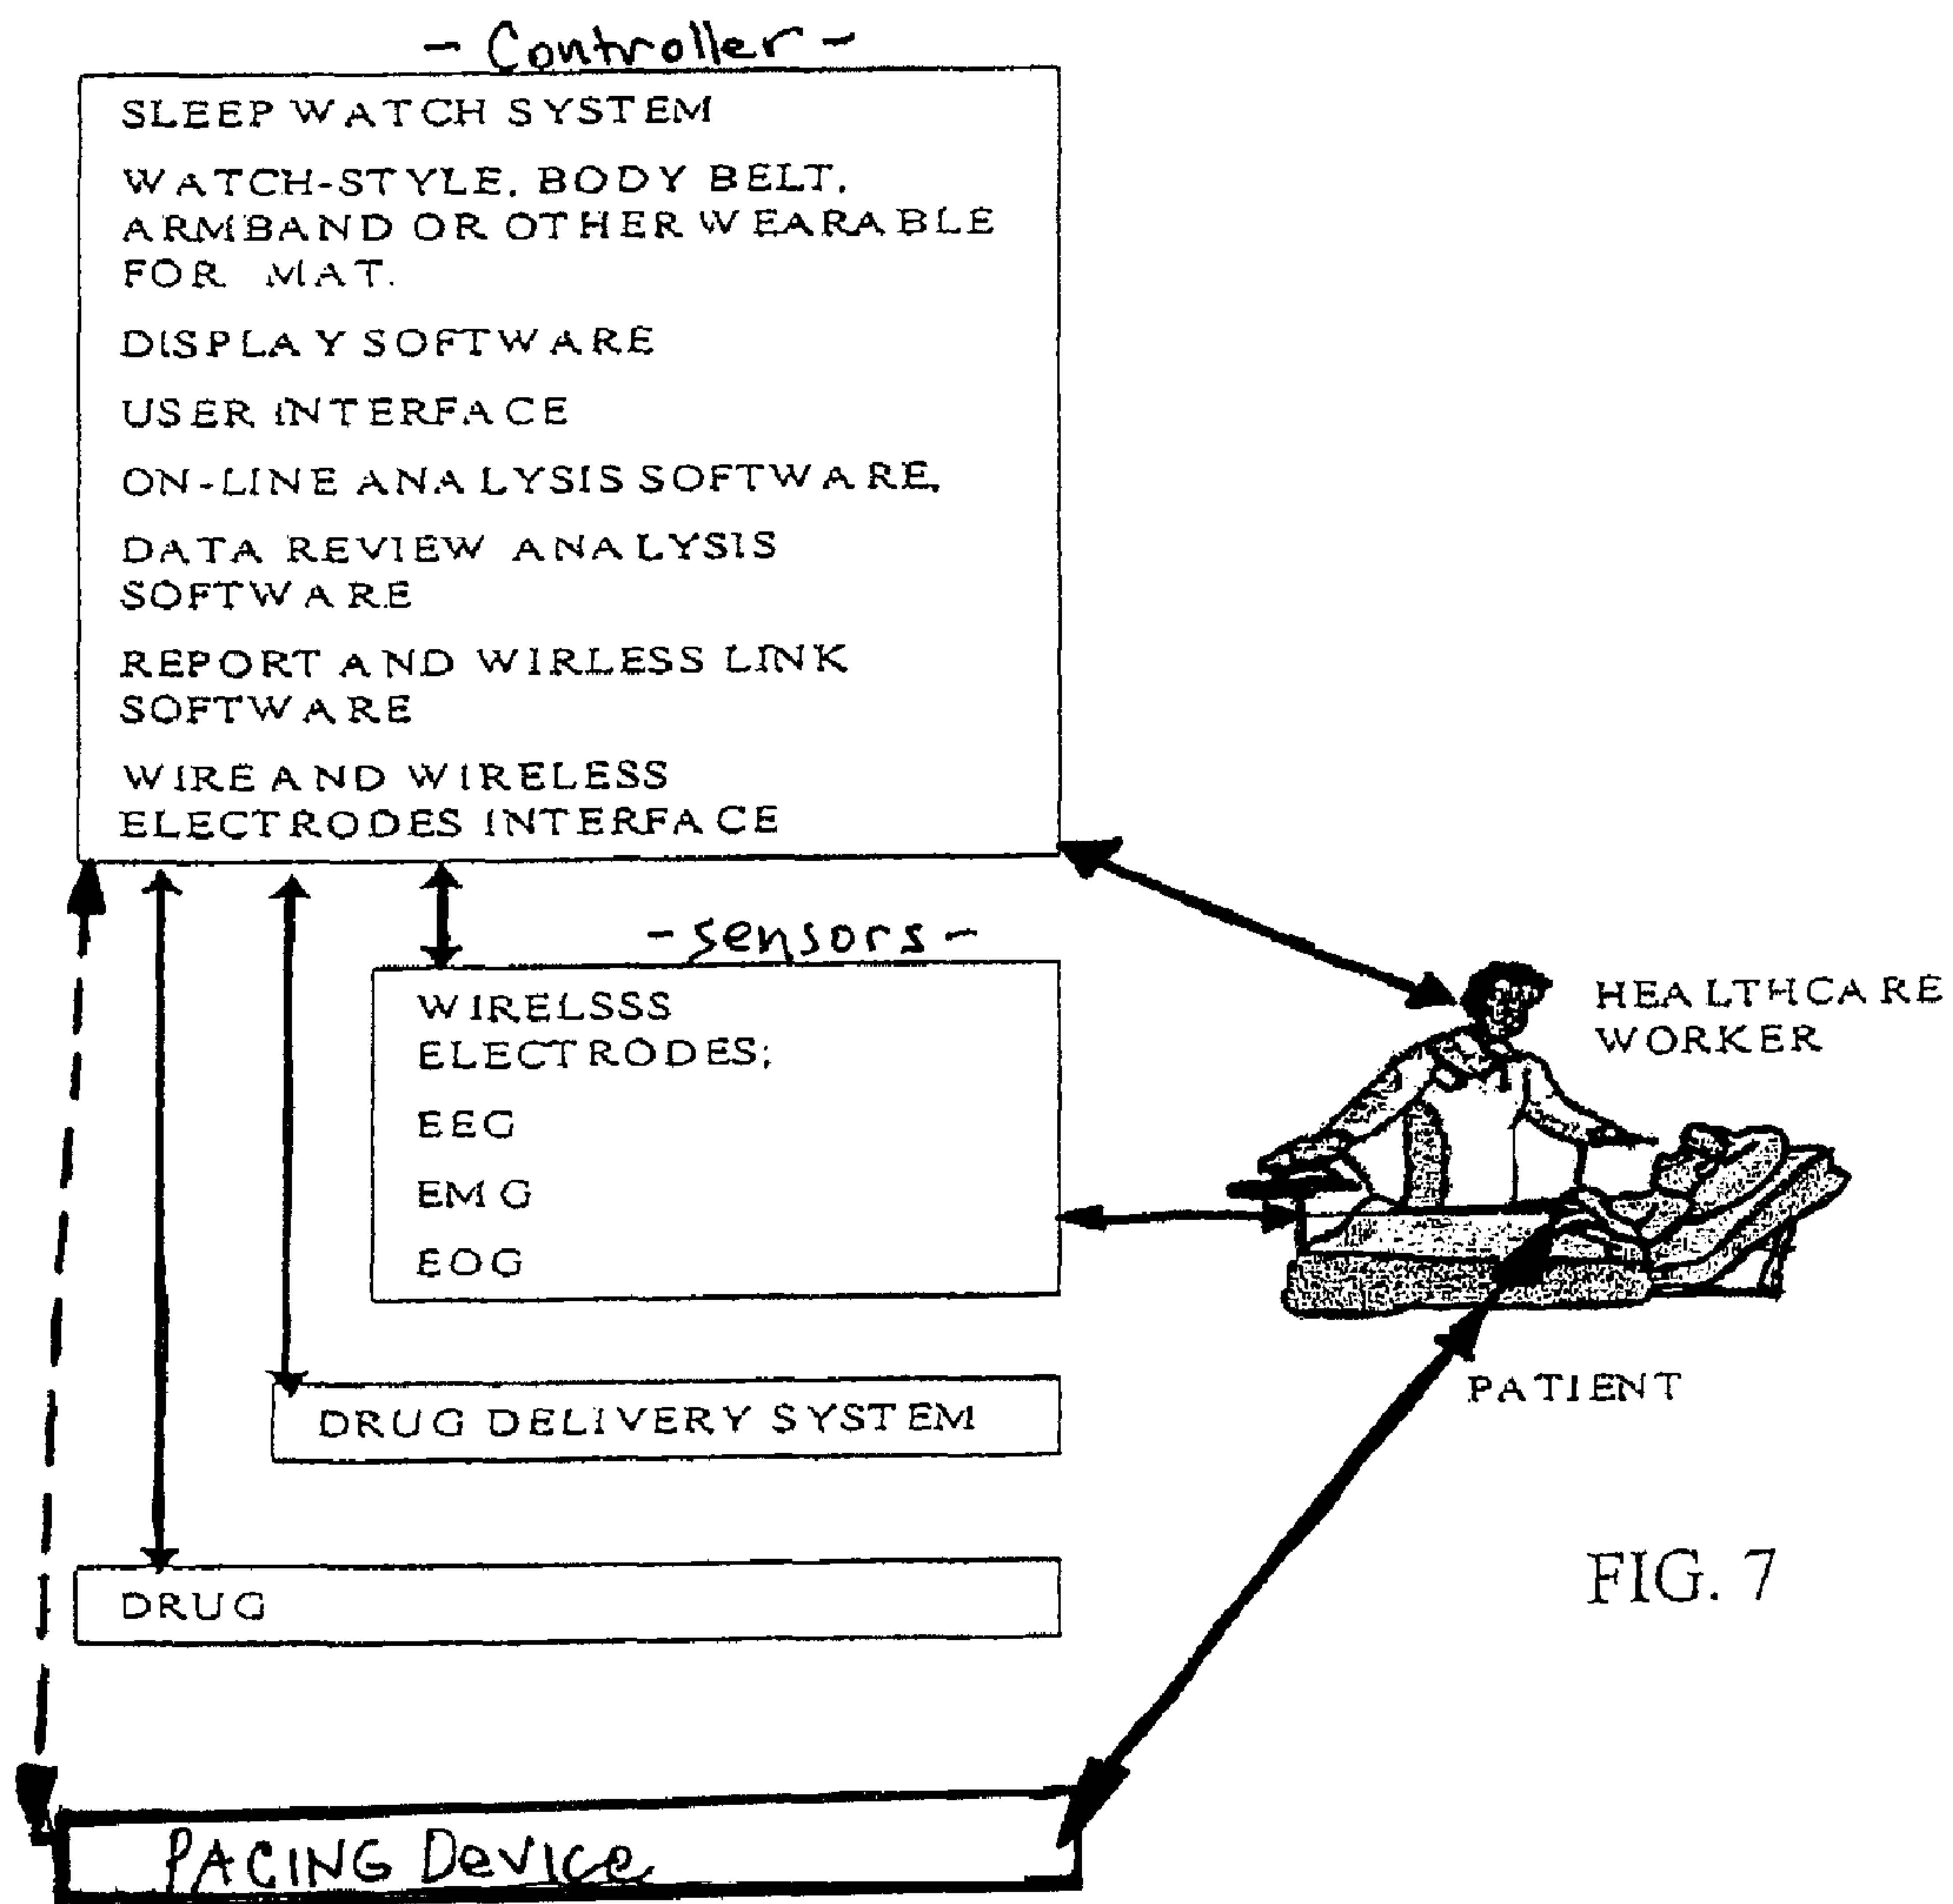 - Controller -
SLEEP WATCH SYSTEM
WATCH-STYLE, BODY BELT,
ARMBAND OR OTHER WEARABLE
FOR MAT.
DISPLAY SOFTWARE
USER INTERFACE
ON-LINE ANALYSIS SOFTWARE,
DATA REVIEW ANALYSIS
SOFTWARE
REPORT AND WIRLESS LINK
SOFTWARE
WIRE AND WIRELESS
ELECTRODES INTERFACE
- sensors -
WIRELSSS
ELECTRODES;
EEG
EMG
EOG
HEALTHCARE
WORKER
PATIENT
DRUG DELIVERY SYSTEM
DRUG
FIG. 7
PACING Device